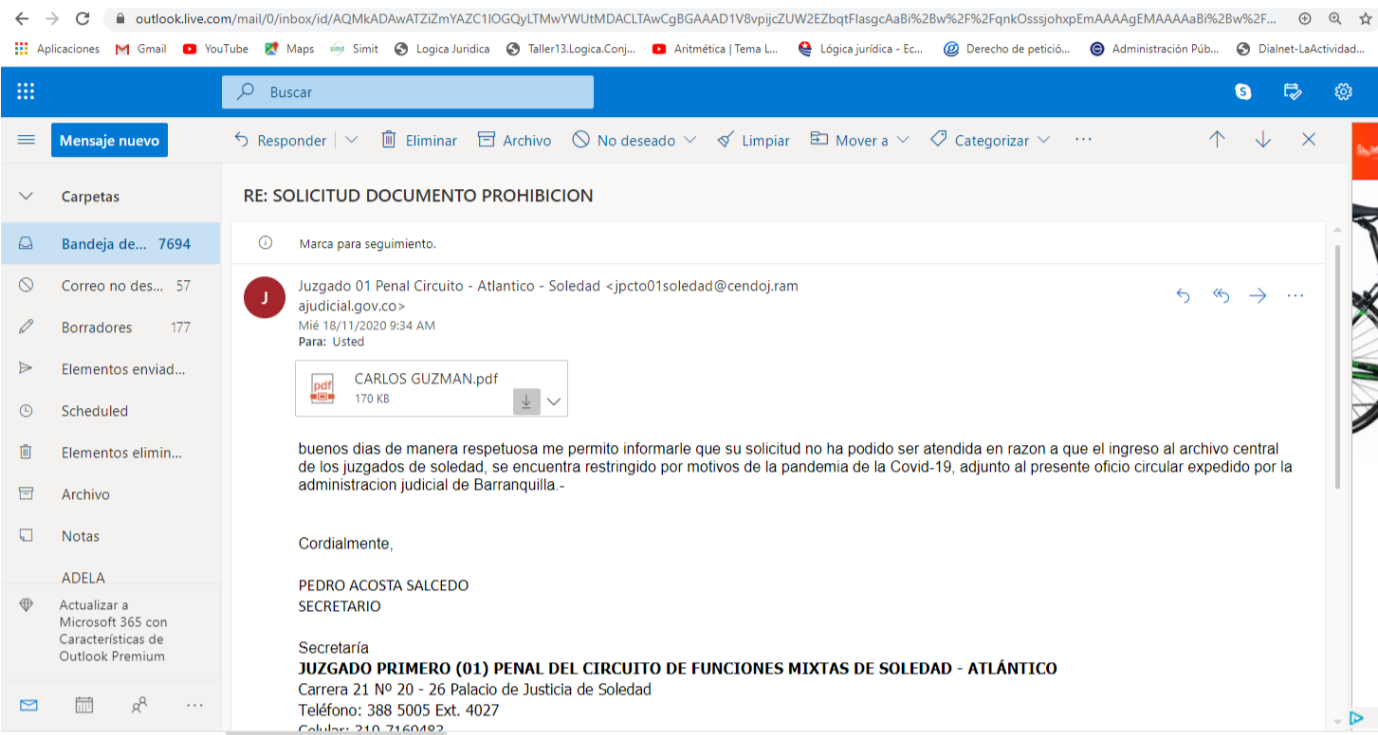 outlook.live.com/mail/0/inbox/id/AQMkADAwATZiZmYAZC1lOGQyLTMwYWUtMDACLTAwCgBGAAAD1V8vpijcZUW2EZbqtFlasgcAaBi%2Bw%2F%2FqnkOsssjohxpEmAAAAgEMAAAAaBi%2Bw%2F...
Aplicaciones Gmail YouTube Maps Simit Logica Juridica Taller13.Logica.Conj... Aritmética | Tema L... Lógica jurídica - Ec... Derecho de petició... Administración Púb... Dialnet-LaActividad...
Buscar
Mensaje nuevo Responder Eliminar Archivo No deseado Limpiar Mover a Categorizar ...
Carpetas
Bandeja de... 7694
Correo no des... 57
Borradores 177
Elementos enviad...
Scheduled
Elementos elimin...
Archivo
Notas
ADELA
Actualizar a
Microsoft 365 con
Características de
Outlook Premium
RE: SOLICITUD DOCUMENTO PROHIBICION
Marca para seguimiento.
J
Juzgado 01 Penal Circuito - Atlantico - Soledad <jpcto01soledad@cendoj.ram
ajudicial.gov.co>
Mié 18/11/2020 9:34 AM
Para: Usted
pdf
CARLOS GUZMAN.pdf
170 KB
buenos dias de manera respetuosa me permito informarle que su solicitud no ha podido ser atendida en razon a que el ingreso al archivo central
de los juzgados de soledad, se encuentra restringido por motivos de la pandemia de la Covid-19, adjunto al presente oficio circular expedido por la
administracion judicial de Barranquilla.-
Cordialmente,
PEDRO ACOSTA SALCEDO
SECRETARIO
Secretaría
JUZGADO PRIMERO (01) PENAL DEL CIRCUITO DE FUNCIONES MIXTAS DE SOLEDAD - ATLÁNTICO
Carrera 21 Nº 20 - 26 Palacio de Justicia de Soledad
Teléfono: 388 5005 Ext. 4027
Celular: 310-7160483